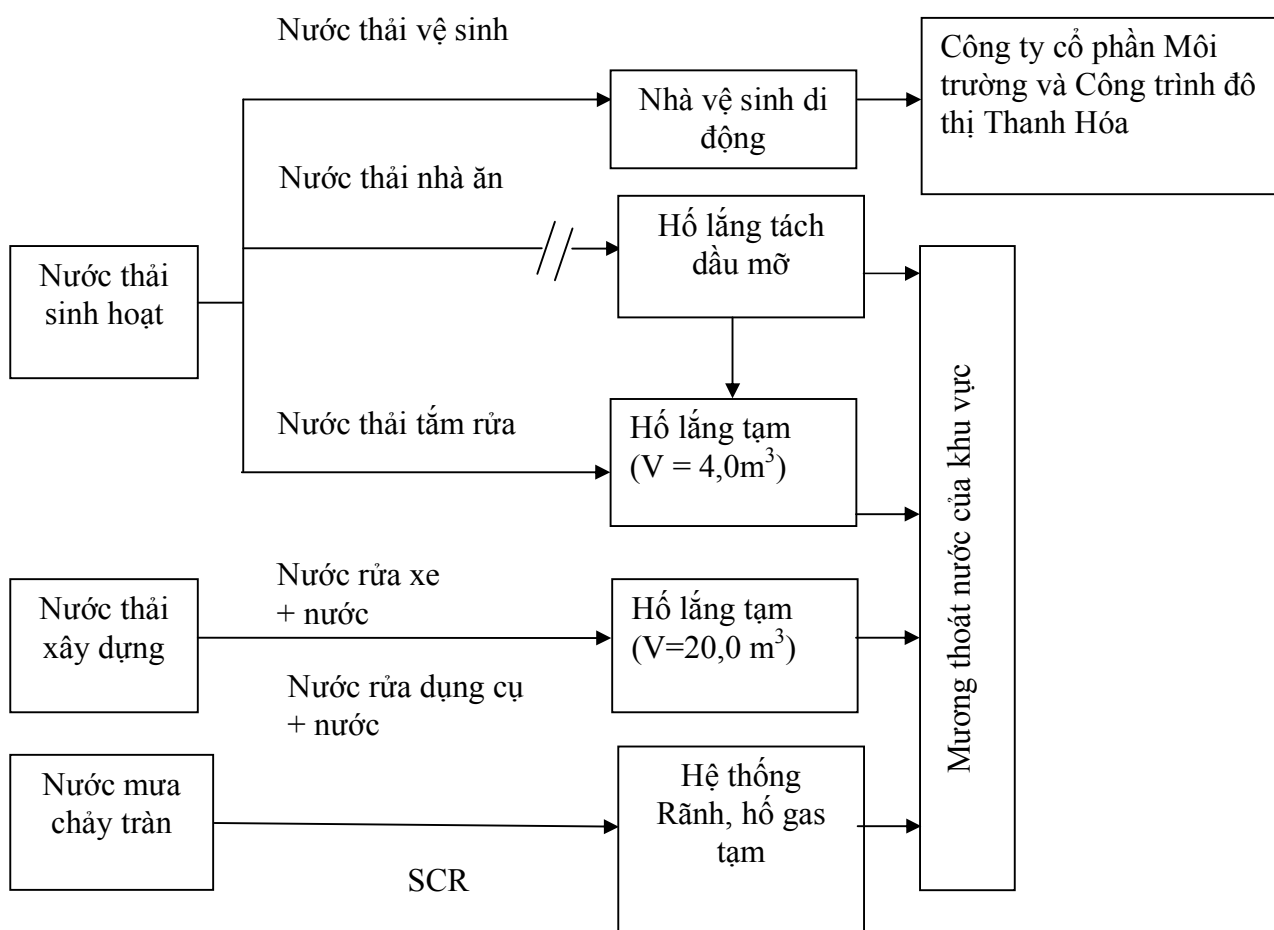 Nước thải vệ sinh
Công ty cổ phần Môi
trường và Công trình đô
thị Thanh Hóa
Nhà vệ sinh di
động
Nước thải nhà ăn
Hố lắng tách
dầu mỡ
Nước thải
sinh hoạt
Nước thải tắm rửa
Hố lắng tạm
(V = 4,0m³)
Mương thoát nước của khu vực
Nước thải
xây dựng
Nước rửa xe
+ nước
Hố lắng tạm
(V=20,0 m³)
Nước rửa dụng cụ
+ nước
Nước mưa
chảy tràn
SCR
Hệ thống
Rãnh, hố gas
tạm